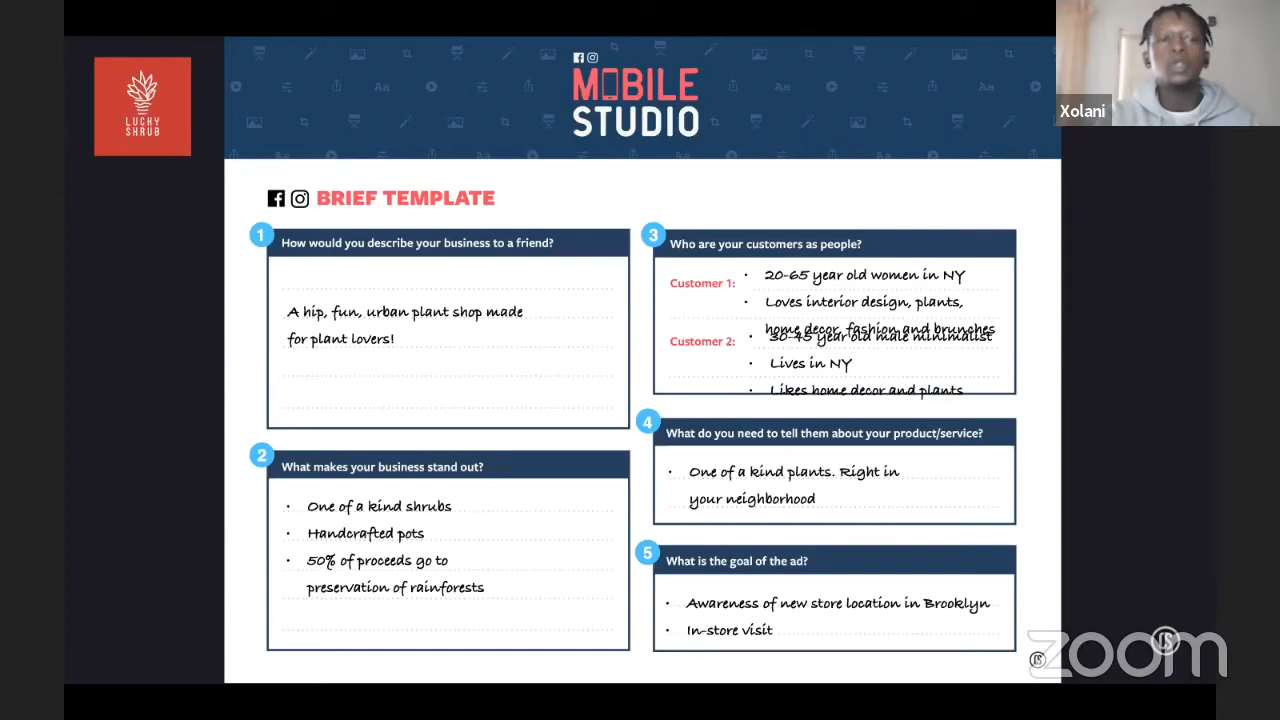 LUCKY
SHRUB
MOBILE
STUDIO
Xolani
BRIEF TEMPLATE
1
How would you describe your business to a friend?
A hip, fun, urban plant shop made
for plant lovers!
2
What makes your business stand out?
• One of a kind shrubs
• Handcrafted pots
• 50% of proceeds go to
preservation of rainforests
3
Who are your customers as people?
Customer 1:
• 20-65 year old women in NY
• Loves interior design, plants,
home decor, fashion and brunches
Customer 2:
• 30-45 year old male minimalist
• Lives in NY
• Likes home decor and plants
4
What do you need to tell them about your product/service?
• One of a kind plants. Right in
your neighborhood
5
What is the goal of the ad?
• Awareness of new store location in Brooklyn
• In-store visit
zoom